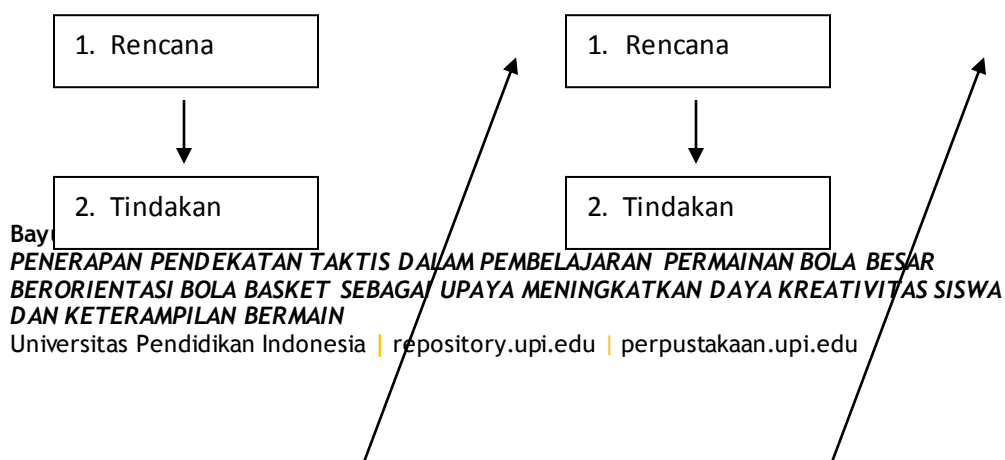 1. Rencana
1. Rencana
2. Tindakan
2. Tindakan
PENERAPAN PENDEKATAN TAKTIS DALAM PEMBELAJARAN PERMAINAN BOLA BESAR
BERORIENTASI BOLA BASKET SEBAGAI UPAYA MENINGKATKAN DAYA KREATIVITAS SISWA
DAN KETERAMPILAN BERMAIN
Universitas Pendidikan Indonesia | repository.upi.edu | perpustakaan.upi.edu